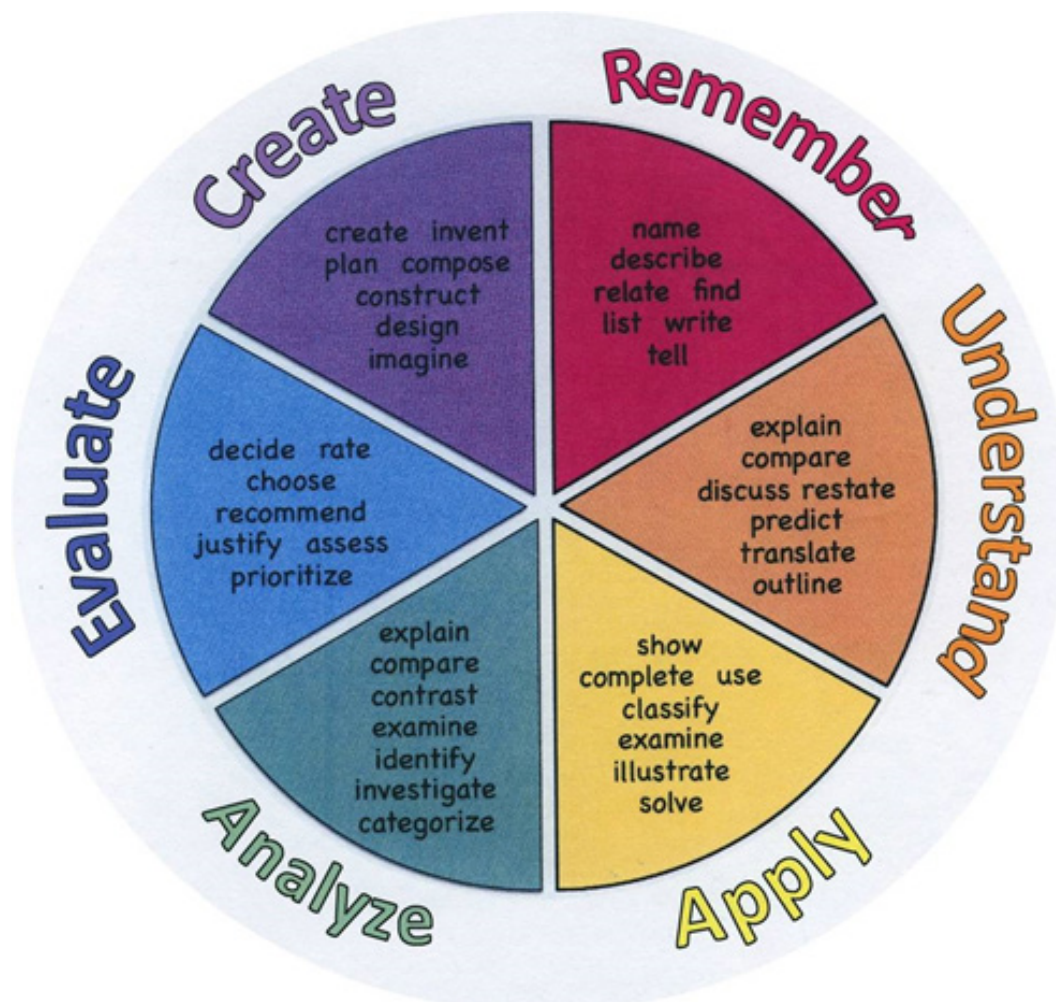 Remember
name
describe
relate find
list write
tell
Understand
explain
compare
discuss restate
predict
translate
outline
Apply
show
complete use
classify
examine
illustrate
solve
Analyze
explain
compare
contrast
examine
identify
investigate
categorize
Evaluate
decide rate
choose
recommend
justify assess
prioritize
Create
create invent
plan compose
construct
design
imagine